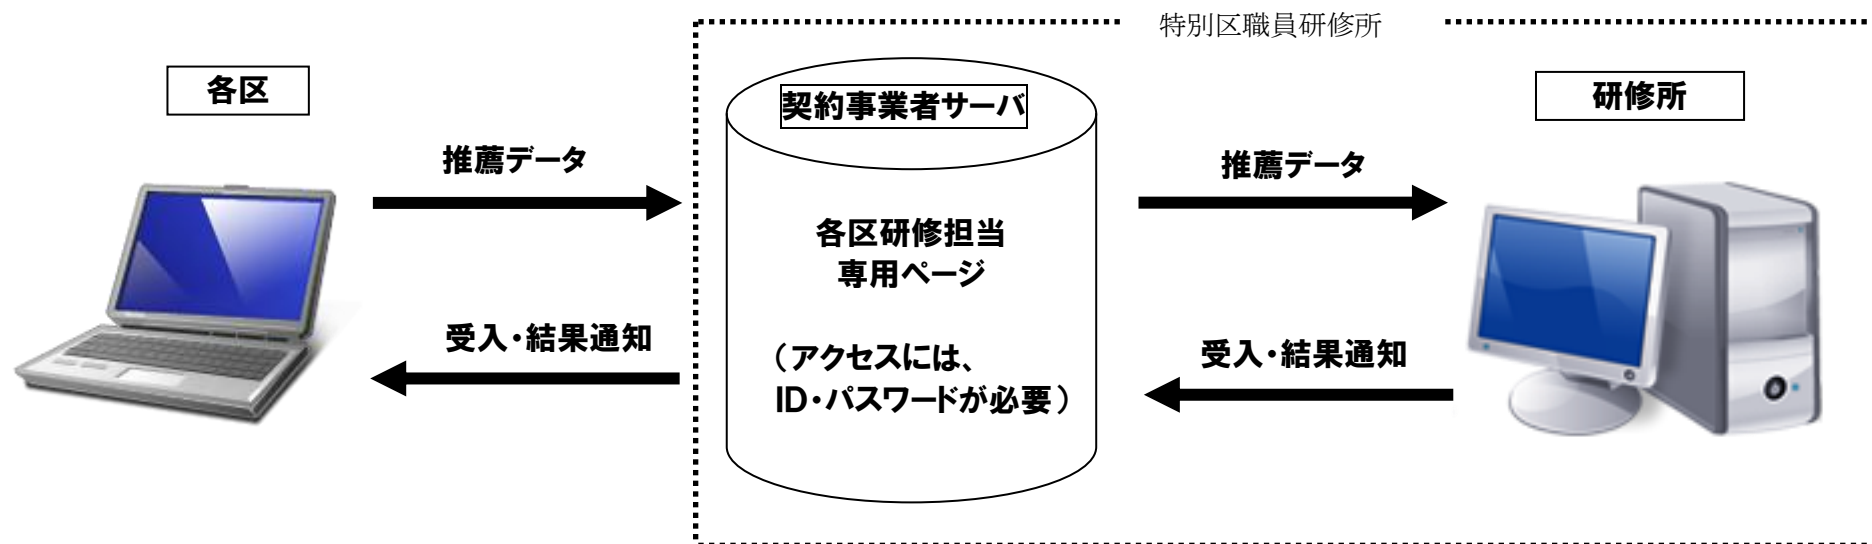 特別区職員研修所
各区
契約事業者サーバ
研修所
推薦データ
推薦データ
各区研修担当
専用ページ
受入・結果通知
（アクセスには、
ID・パスワードが必要）
受入・結果通知